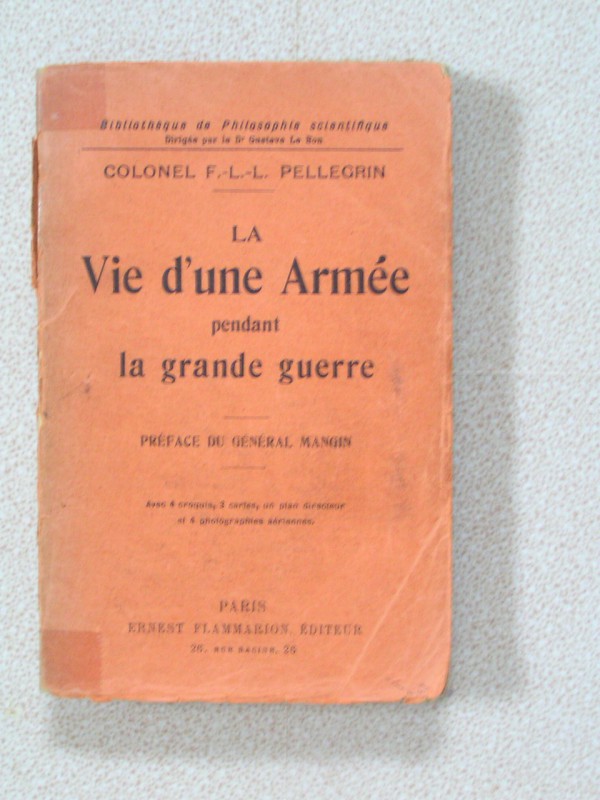 Bibliothèque de Philosophie scientifique
Dirigée par le Dr Gustave Le Bon
COLONEL F.-L.-L. PELLEGRIN
LA
Vie d'une Armée
pendant
la grande guerre
PRÉFACE DU GÉNÉRAL MANGIN
Avec 4 croquis, 3 cartes, un plan directeur
et 4 photographies aériennes.
PARIS
ERNEST FLAMMARION, ÉDITEUR
26, RUE RACINE, 26